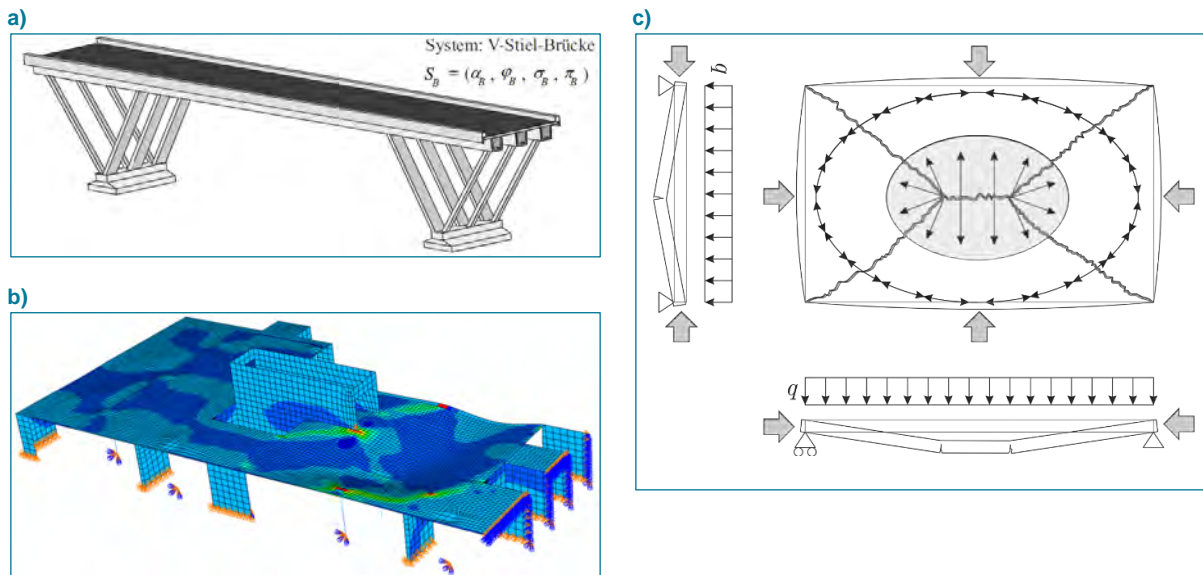 a)
System: V-Stiel-Brücke
S_B = (α_B, φ_B, σ_B, π_B)
b)
c)
q
q